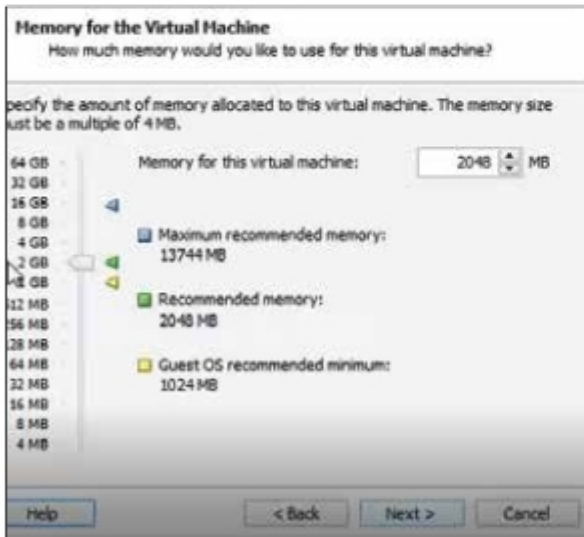 Memory for the Virtual Machine
How much memory would you like to use for this virtual machine?
pecify the amount of memory allocated to this virtual machine. The memory size
ust be a multiple of 4 MB.
64 GB
Memory for this virtual machine:
2048 MB
32 GB
16 GB
8 GB
Maximum recommended memory:
13744 MB
4 GB
2 GB
GB
Recommended memory:
2048 MB
512 MB
256 MB
128 MB
64 MB
Guest OS recommended minimum:
1024 MB
32 MB
16 MB
8 MB
4 MB
Help
< Back
Next >
Cancel